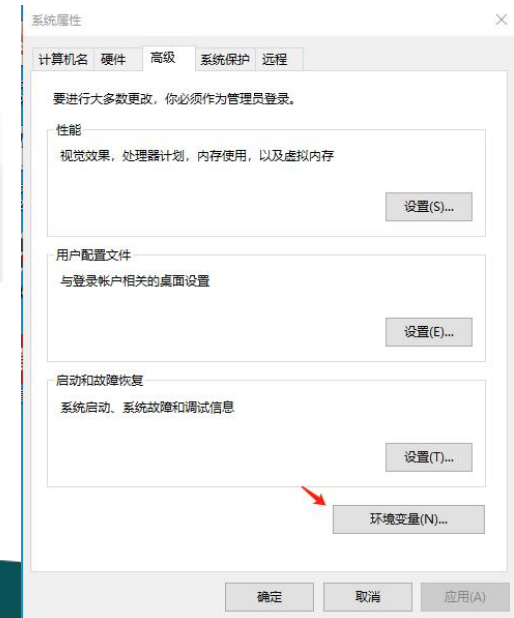 系统属性
计算机名 硬件 高级 系统保护 远程
要进行大多数更改，你必须作为管理员登录。
性能
视觉效果，处理器计划，内存使用，以及虚拟内存
设置(S)...
用户配置文件
与登录帐户相关的桌面设置
设置(E)...
启动和故障恢复
系统启动、系统故障和调试信息
设置(T)...
环境变量(N)...
确定 取消 应用(A)